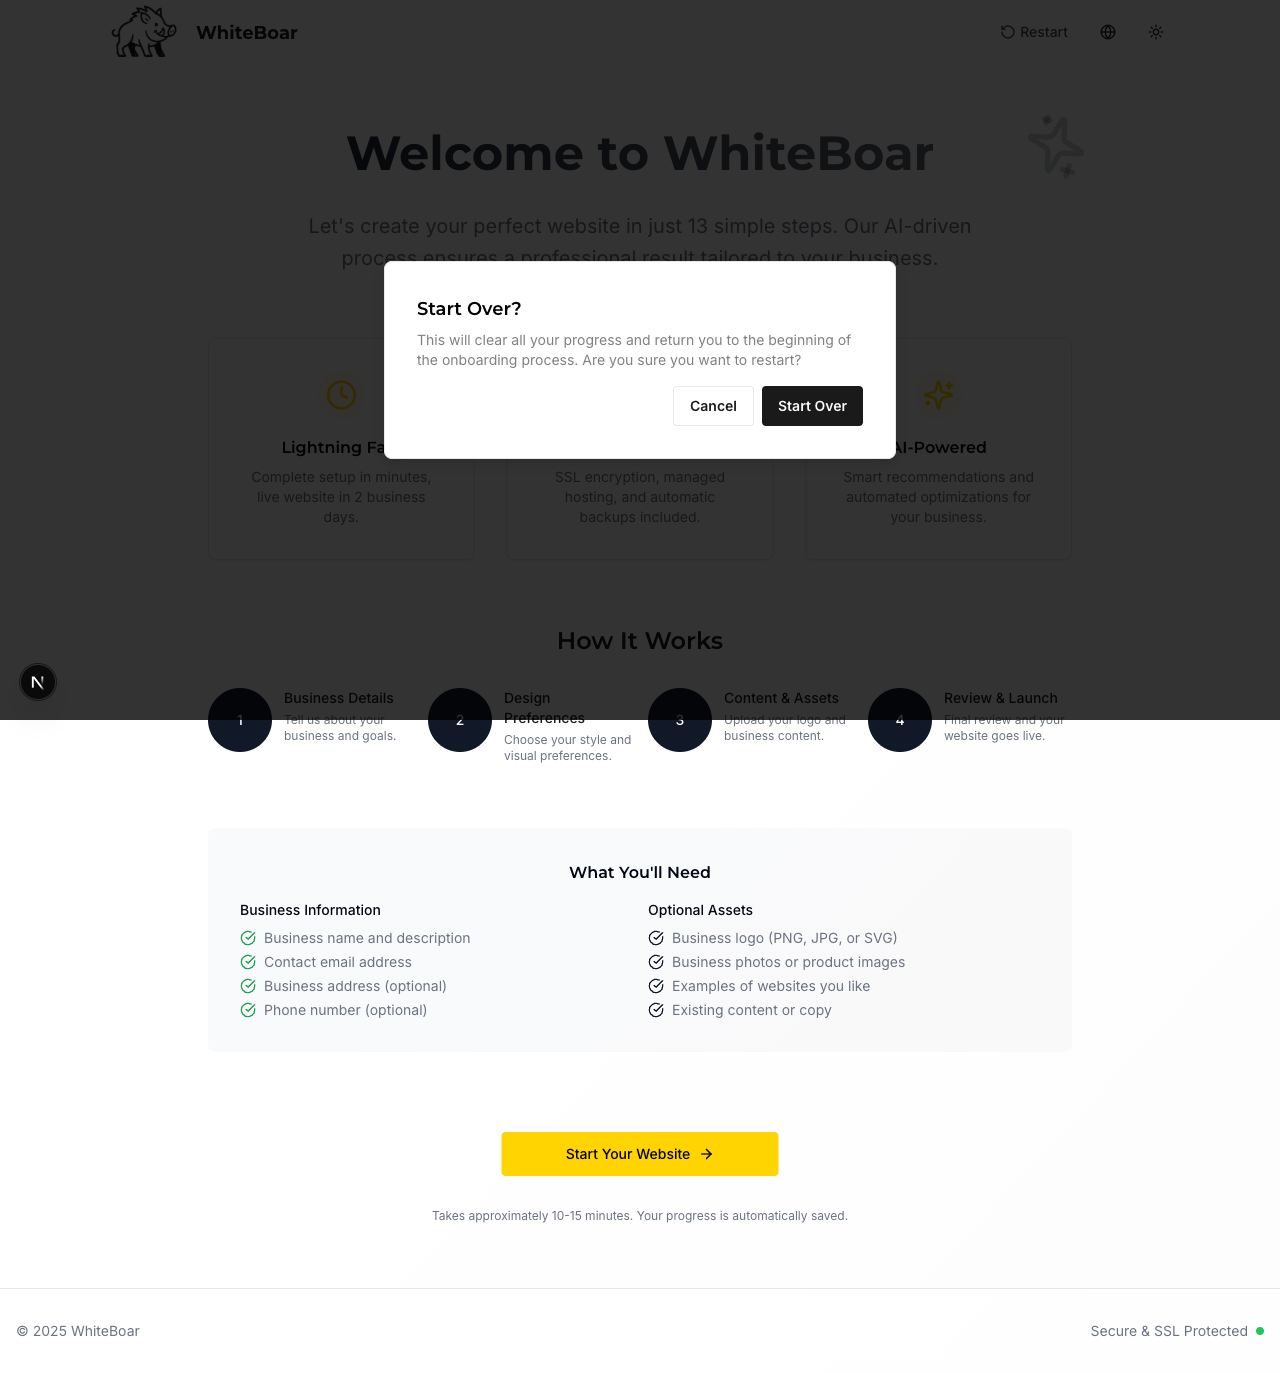 WhiteBoar
Restart
Welcome to WhiteBoar
Let's create your perfect website in just 13 simple steps. Our AI-driven
process ensures a professional result tailored to your business.
Start Over?
This will clear all your progress and return you to the beginning of
the onboarding process. Are you sure you want to restart?
Cancel
Start Over
Lightning Fa
Complete setup in minutes,
live website in 2 business
days.
SSL encryption, managed
hosting, and automatic
backups included.
AI-Powered
Smart recommendations and
automated optimizations for
your business.
How It Works
1
Business Details
Tell us about your
business and goals.
2
Design
Preferences
Choose your style and
visual preferences.
3
Content & Assets
Upload your logo and
business content.
4
Review & Launch
Final review and your
website goes live.
N
What You'll Need
Business Information
Business name and description
Contact email address
Business address (optional)
Phone number (optional)
Optional Assets
Business logo (PNG, JPG, or SVG)
Business photos or product images
Examples of websites you like
Existing content or copy
Start Your Website
Takes approximately 10-15 minutes. Your progress is automatically saved.
© 2025 WhiteBoar
Secure & SSL Protected